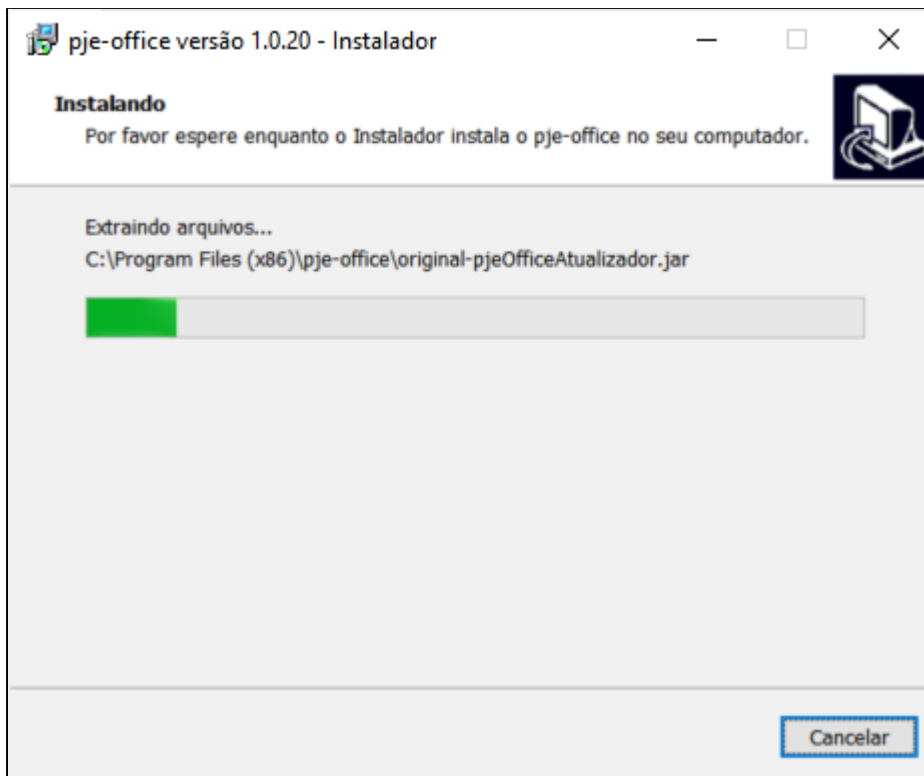 pje-office versão 1.0.20 - Instalador
Instalando
Por favor espere enquanto o Instalador instala o pje-office no seu computador.
Extraindo arquivos...
C:\Program Files (x86)\pje-office\original-pjeOfficeAtualizador.jar
Cancelar